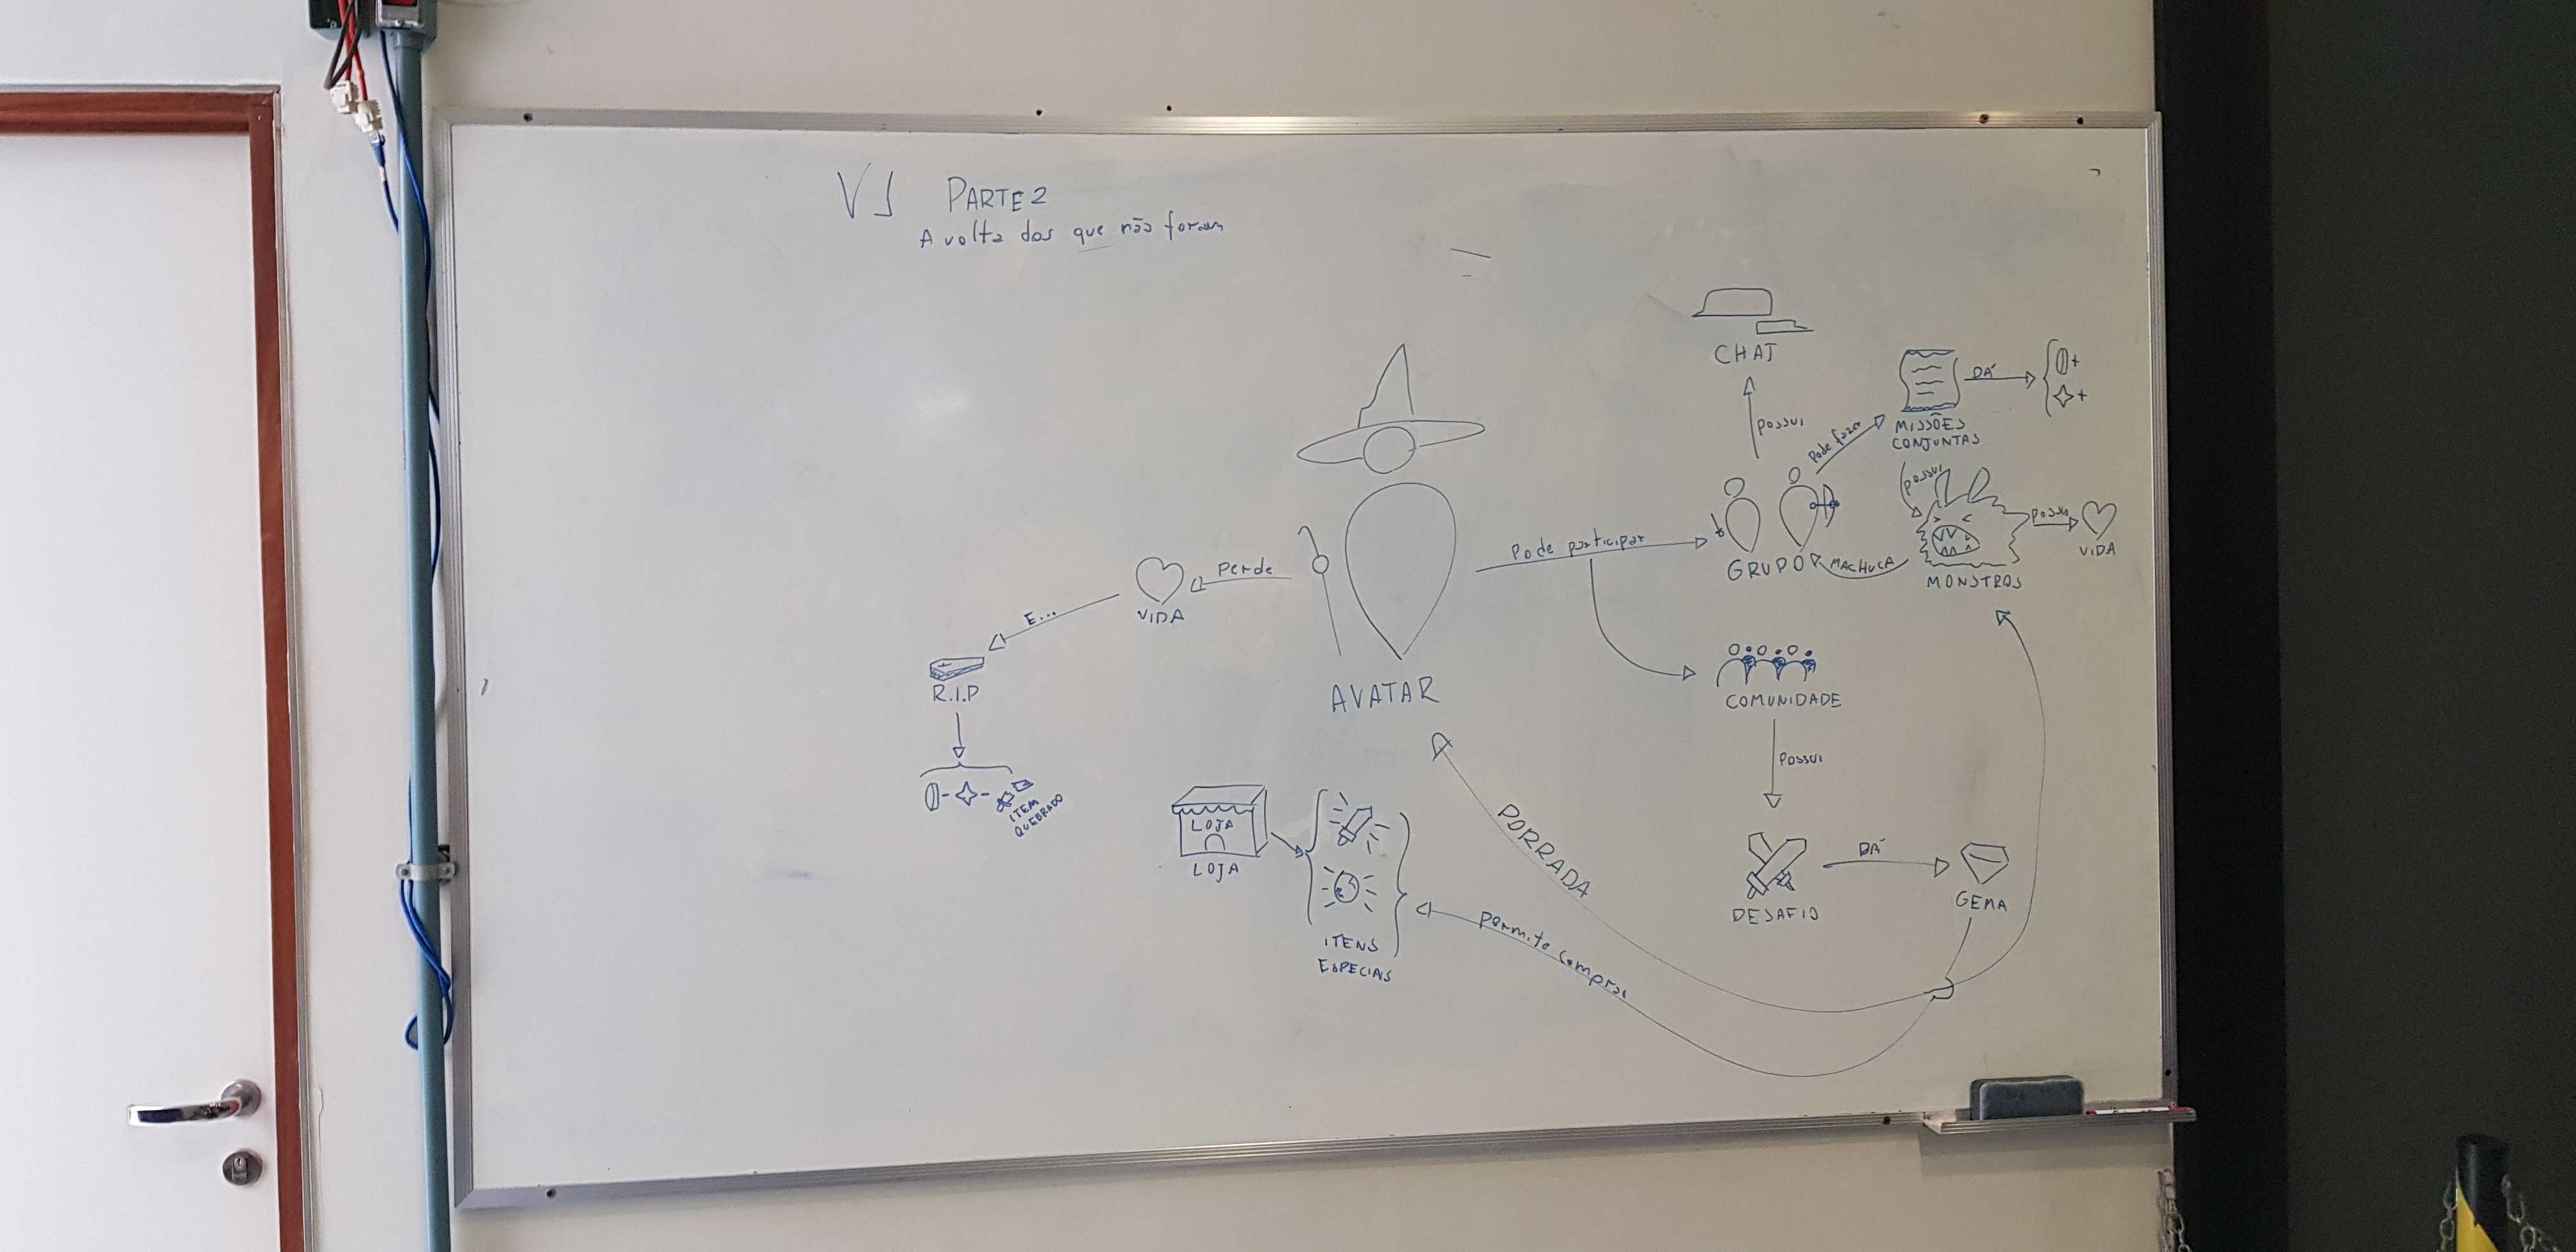 V1 PARTE 2
A volta dos que não foram
CHAT
possui
Pode fazer
MISSÕES
CONJUNTAS
DÁ
+
+
possui
GRUPO
MACHUCA
MONSTROS
possui
VIDA
Pode participar
AVATAR
Perde
VIDA
E...
R.I.P
- -
ITEM
QUEBRADO
COMUNIDADE
Possui
DESAFIO
DÁ
GEMA
PORRADA
permite comprar
LOJA
LOJA
ITENS
ESPECIAIS